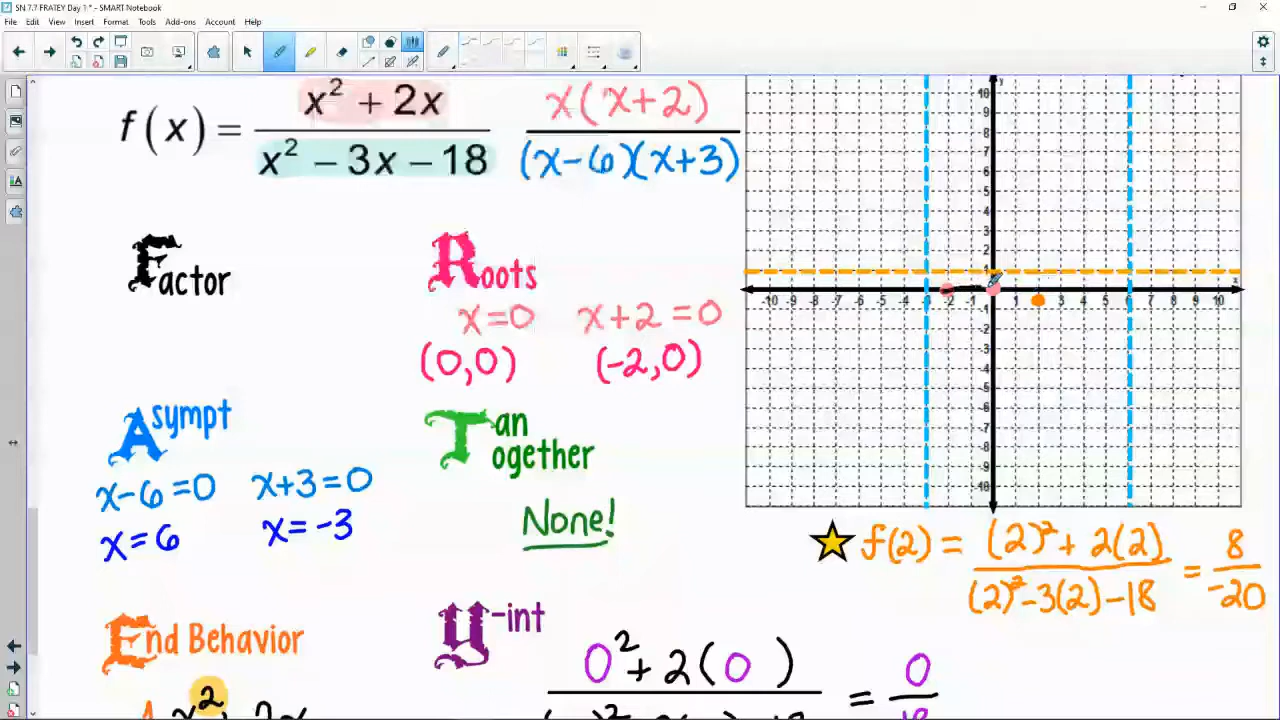 SN 7.7 FRATEY Day 1.* - SMART Notebook
File Edit View Insert Format Tools Add-ons Account Help
f(x) = x² + 2x / x² − 3x − 18
x(x+2) / (x-6)(x+3)
Factor
Roots
x=0 x+2=0
(0,0) (-2,0)
Asympt
x-6=0 x+3=0
x=6 x=-3
Tan
Together
None!
End Behavior
y-int
0² + 2(0) = 0
y
10
9
8
7
6
5
4
3
2
1
x
-10 -9 -8 -7 -6 -5 -4 -3 -2 -1 1 2 3 4 5 6 7 8 9 10
-1
-2
-3
-4
-5
-6
-7
-8
-9
-10
f(2) = (2)² + 2(2) / (2)² - 3(2) - 18 = 8 / -20